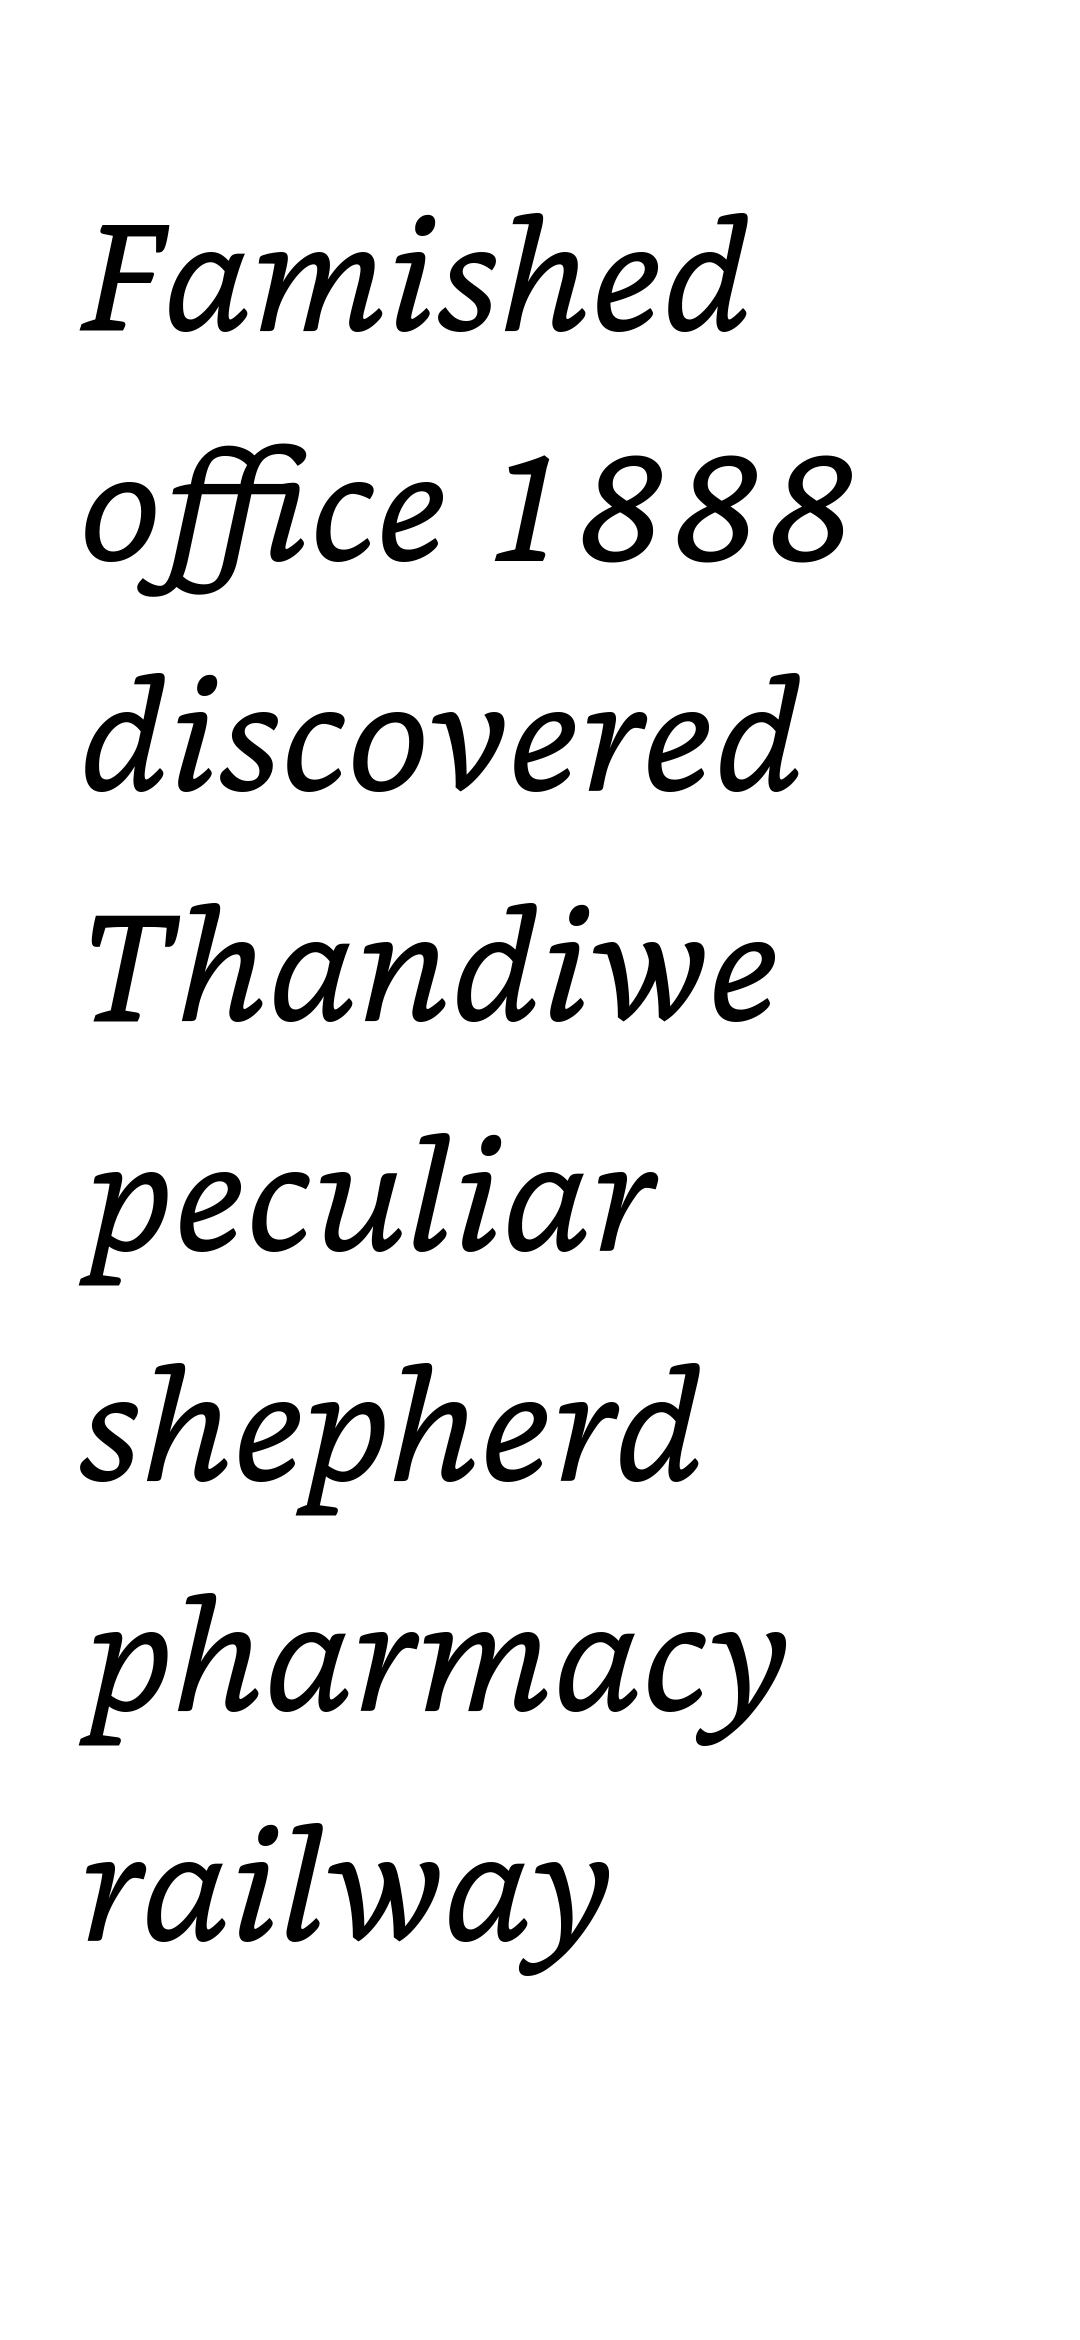 Famished
office 1888
discovered
Thandiwe
peculiar
shepherd
pharmacy
railway